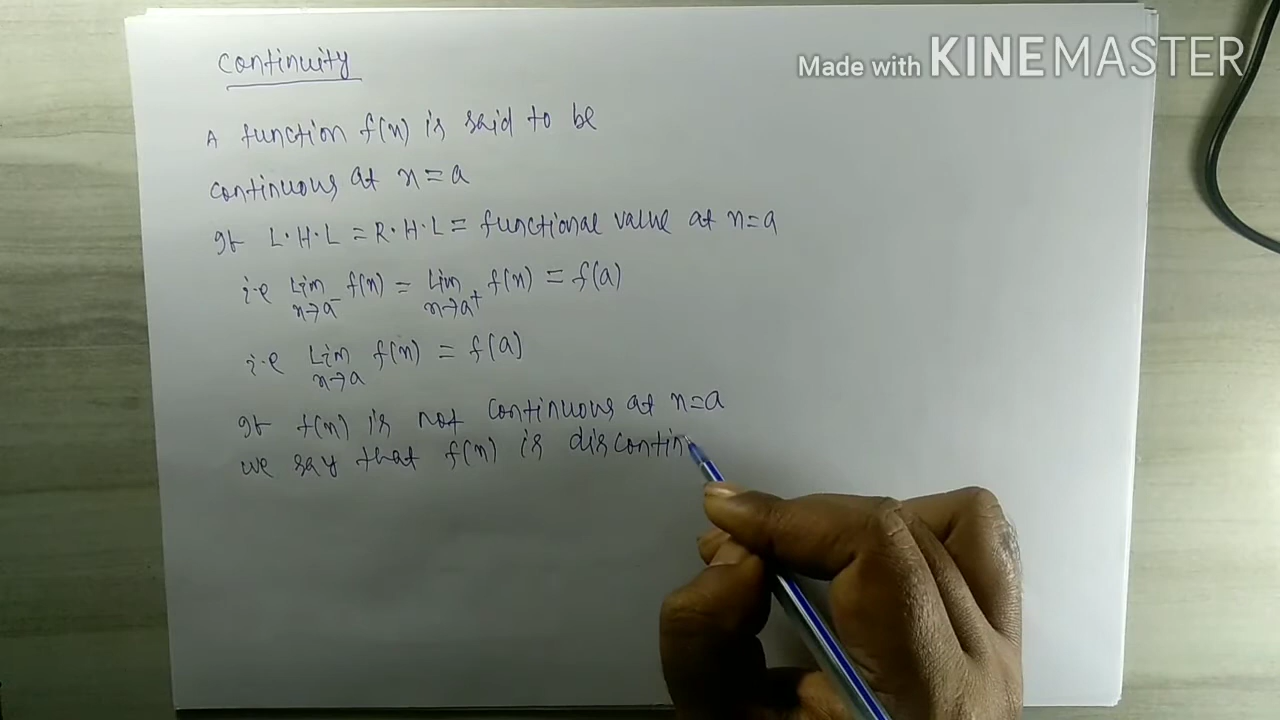 Made with KINEMASTER
Continuity
A function f(x) is said to be
continuous at x=a
If L.H.L = R.H.L = functional value at x=a
i.e Lim x→a⁻ f(x) = Lim x→a⁺ f(x) = f(a)
i.e Lim x→a f(x) = f(a)
If f(x) is not continuous at x=a
we say that f(x) is discontin